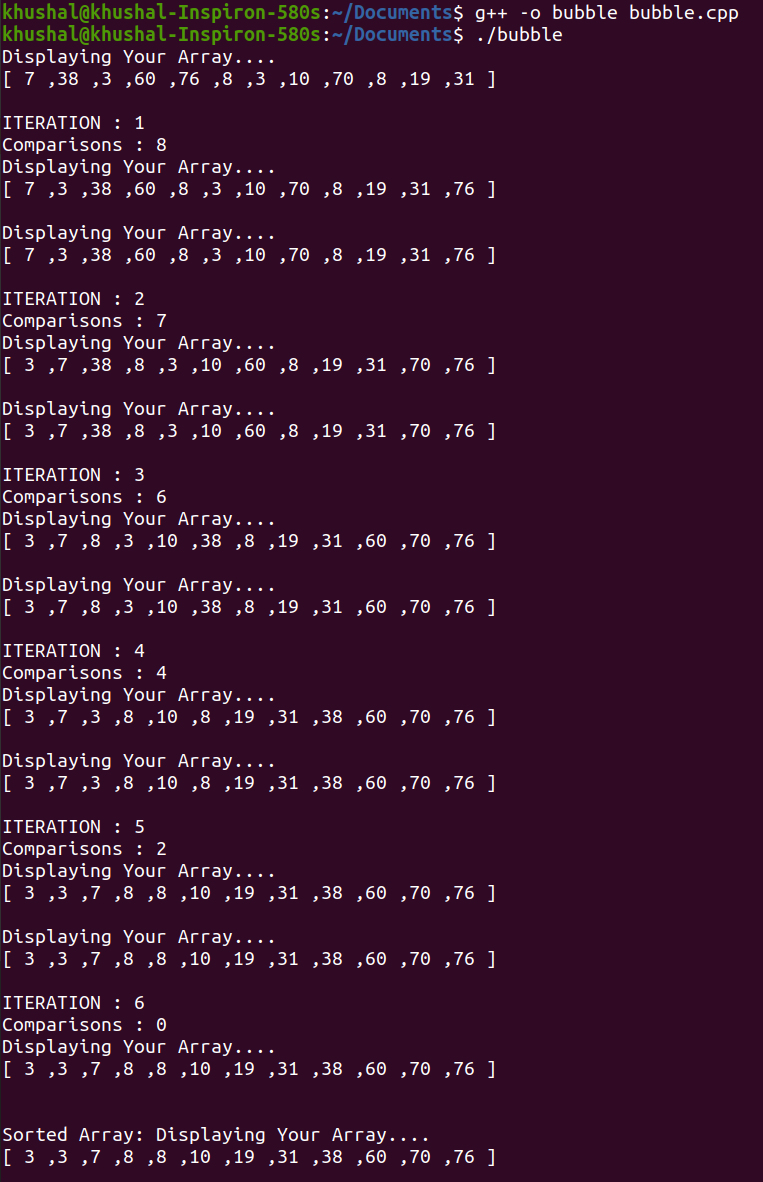 khushal@khushal-Inspiron-580s:~/Documents$ g++ -o bubble bubble.cpp
khushal@khushal-Inspiron-580s:~/Documents$ ./bubble
Displaying Your Array....
[ 7 ,38 ,3 ,60 ,76 ,8 ,3 ,10 ,70 ,8 ,19 ,31 ]
ITERATION : 1
Comparisons : 8
Displaying Your Array....
[ 7 ,3 ,38 ,60 ,8 ,3 ,10 ,70 ,8 ,19 ,31 ,76 ]
Displaying Your Array....
[ 7 ,3 ,38 ,60 ,8 ,3 ,10 ,70 ,8 ,19 ,31 ,76 ]
ITERATION : 2
Comparisons : 7
Displaying Your Array....
[ 3 ,7 ,38 ,8 ,3 ,10 ,60 ,8 ,19 ,31 ,70 ,76 ]
Displaying Your Array....
[ 3 ,7 ,38 ,8 ,3 ,10 ,60 ,8 ,19 ,31 ,70 ,76 ]
ITERATION : 3
Comparisons : 6
Displaying Your Array....
[ 3 ,7 ,8 ,3 ,10 ,38 ,8 ,19 ,31 ,60 ,70 ,76 ]
Displaying Your Array....
[ 3 ,7 ,8 ,3 ,10 ,38 ,8 ,19 ,31 ,60 ,70 ,76 ]
ITERATION : 4
Comparisons : 4
Displaying Your Array....
[ 3 ,7 ,3 ,8 ,10 ,8 ,19 ,31 ,38 ,60 ,70 ,76 ]
Displaying Your Array....
[ 3 ,7 ,3 ,8 ,10 ,8 ,19 ,31 ,38 ,60 ,70 ,76 ]
ITERATION : 5
Comparisons : 2
Displaying Your Array....
[ 3 ,3 ,7 ,8 ,8 ,10 ,19 ,31 ,38 ,60 ,70 ,76 ]
Displaying Your Array....
[ 3 ,3 ,7 ,8 ,8 ,10 ,19 ,31 ,38 ,60 ,70 ,76 ]
ITERATION : 6
Comparisons : 0
Displaying Your Array....
[ 3 ,3 ,7 ,8 ,8 ,10 ,19 ,31 ,38 ,60 ,70 ,76 ]
Sorted Array: Displaying Your Array....
[ 3 ,3 ,7 ,8 ,8 ,10 ,19 ,31 ,38 ,60 ,70 ,76 ]